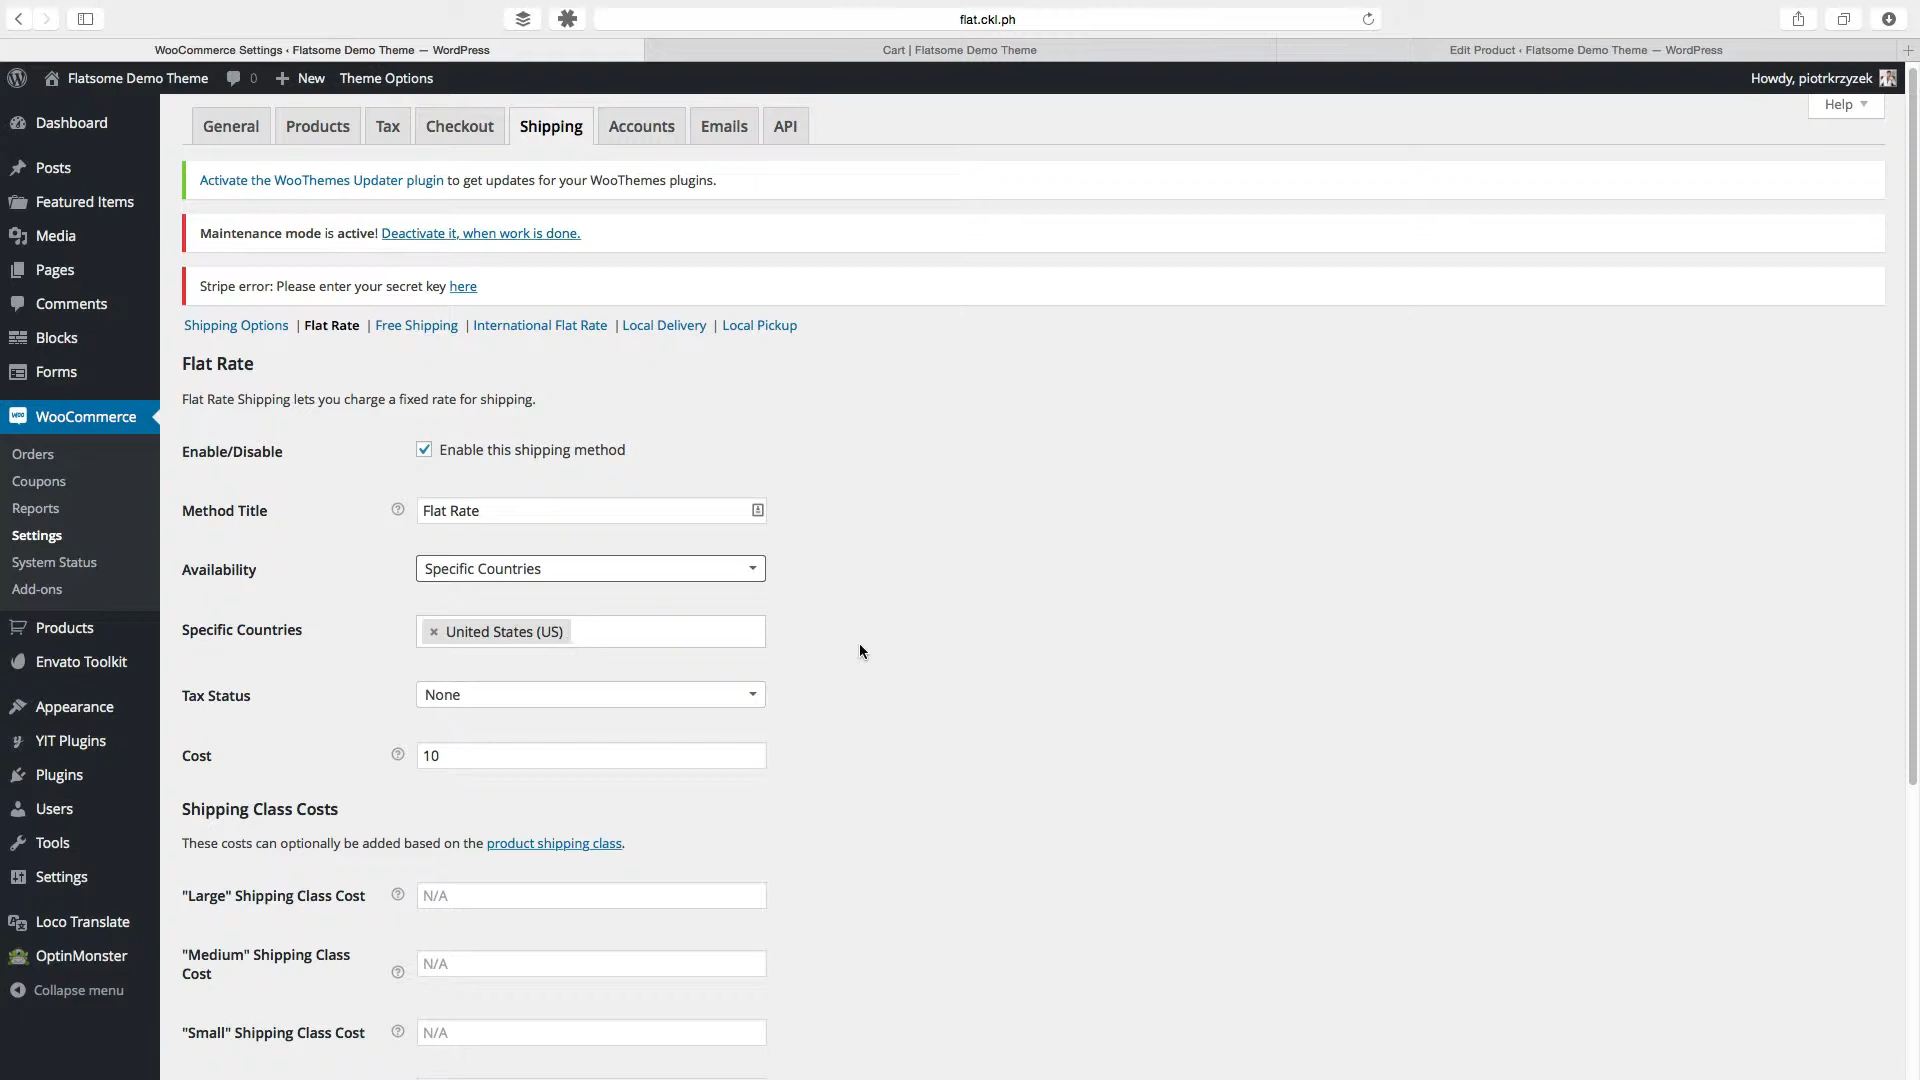 flat.ckl.ph
WooCommerce Settings ‹ Flatsome Demo Theme — WordPress
Cart | Flatsome Demo Theme
Edit Product ‹ Flatsome Demo Theme — WordPress
Flatsome Demo Theme
0
New
Theme Options
Howdy, piotrkrzyzek
Help
Dashboard
Posts
Featured Items
Media
Pages
Comments
Blocks
Forms
WooCommerce
Orders
Coupons
Reports
Settings
System Status
Add-ons
Products
Envato Toolkit
Appearance
YIT Plugins
Plugins
Users
Tools
Settings
Loco Translate
OptinMonster
Collapse menu
General
Products
Tax
Checkout
Shipping
Accounts
Emails
API
Activate the WooThemes Updater plugin to get updates for your WooThemes plugins.
Maintenance mode is active! Deactivate it, when work is done.
Stripe error: Please enter your secret key here
Shipping Options | Flat Rate | Free Shipping | International Flat Rate | Local Delivery | Local Pickup
Flat Rate
Flat Rate Shipping lets you charge a fixed rate for shipping.
Enable/Disable
Enable this shipping method
Method Title
Flat Rate
Availability
Specific Countries
Specific Countries
× United States (US)
Tax Status
None
Cost
10
Shipping Class Costs
These costs can optionally be added based on the product shipping class.
"Large" Shipping Class Cost
N/A
"Medium" Shipping Class
Cost
N/A
"Small" Shipping Class Cost
N/A